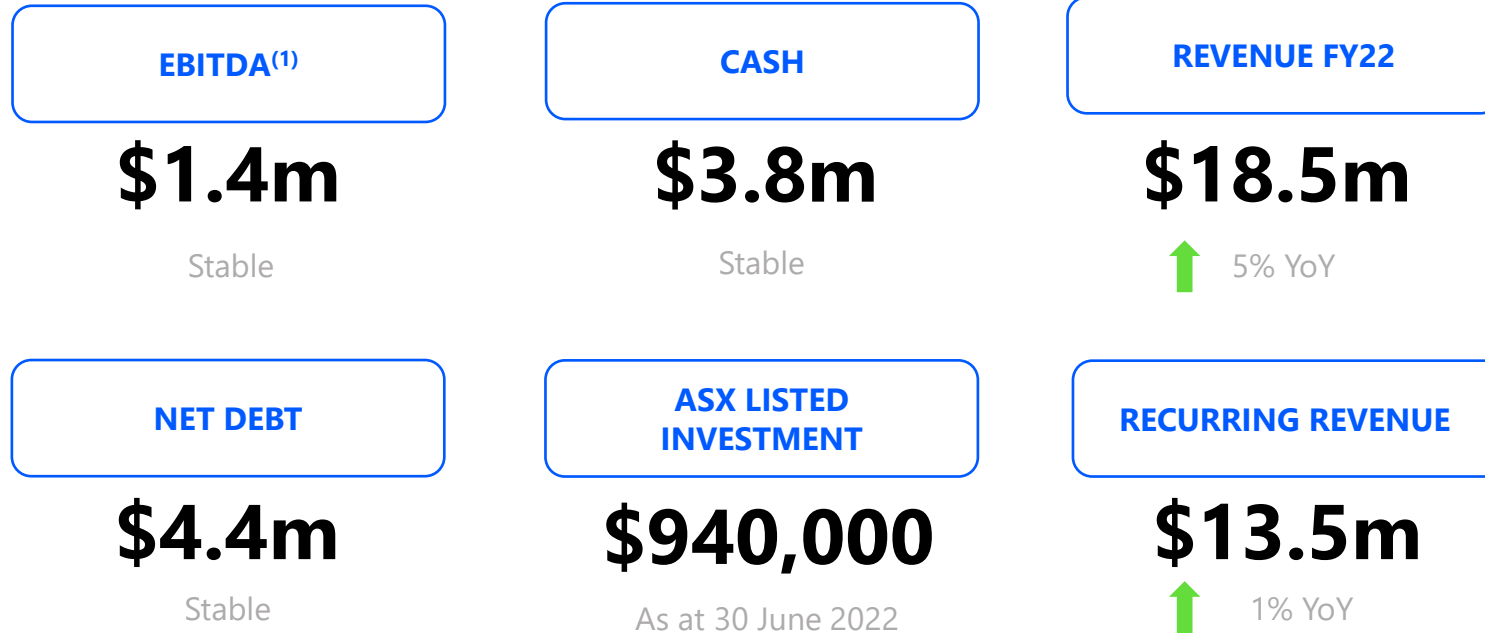 EBITDA(1)
CASH
REVENUE FY22
$1.4m
$3.8m
$18.5m
Stable
Stable
5% YoY
NET DEBT
ASX LISTED
INVESTMENT
RECURRING REVENUE
$4.4m
$940,000
$13.5m
Stable
As at 30 June 2022
1% YoY